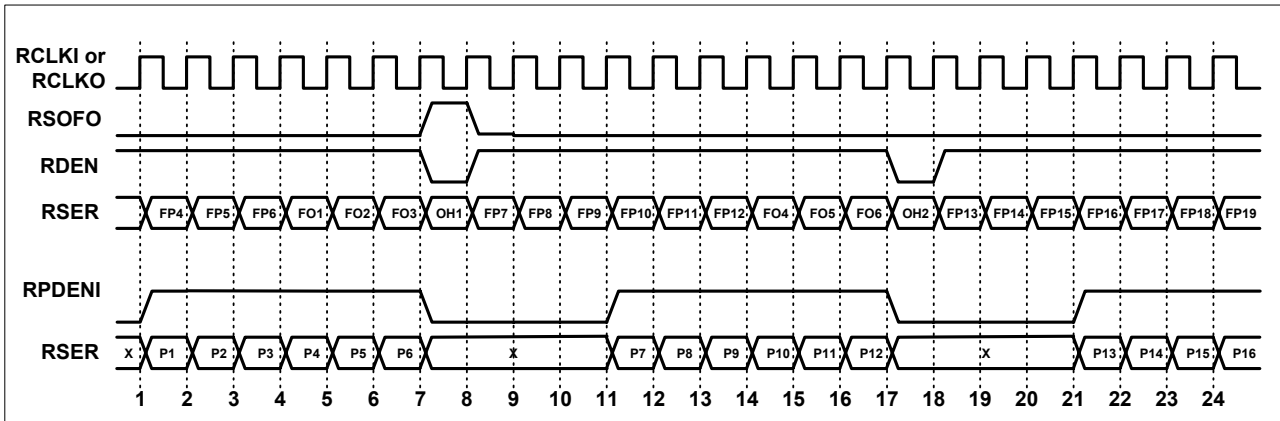 RCLKI or
RCLKO
RSOFO
RDEN
RSER FP4 FP5 FP6 FO1 FO2 FO3 OH1 FP7 FP8 FP9 FP10 FP11 FP12 FO4 FO5 FO6 OH2 FP13 FP14 FP15 FP16 FP17 FP18 FP19
RPDENI
RSER X P1 P2 P3 P4 P5 P6 X P7 P8 P9 P10 P11 P12 X P13 P14 P15 P16
1 2 3 4 5 6 7 8 9 10 11 12 13 14 15 16 17 18 19 20 21 22 23 24